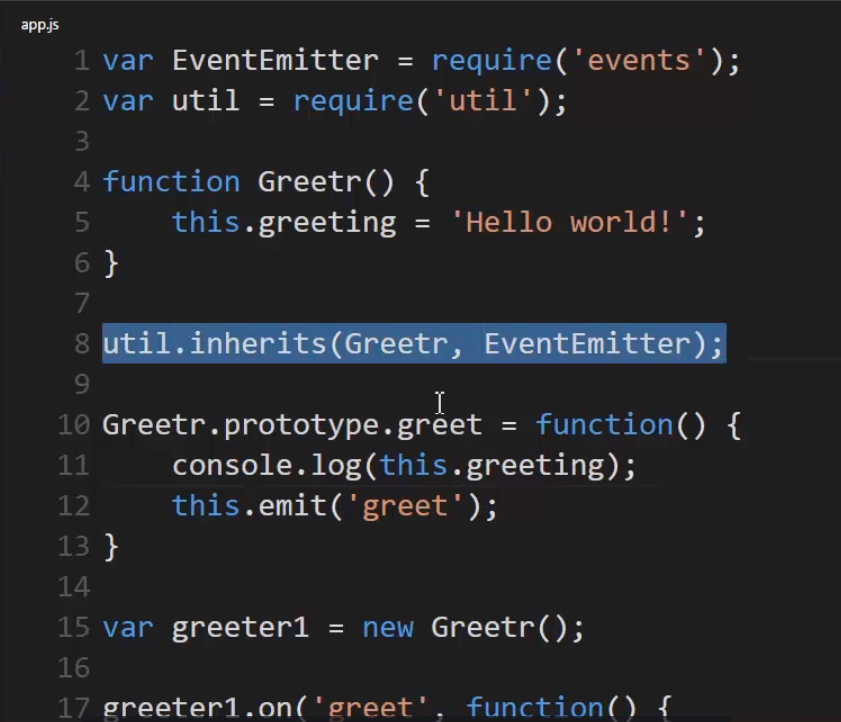 app.js
1 var EventEmitter = require('events');
2 var util = require('util');
3
4 function Greetr() {
5     this.greeting = 'Hello world!';
6 }
7
8 util.inherits(Greetr, EventEmitter);
9
10 Greetr.prototype.greet = function() {
11     console.log(this.greeting);
12     this.emit('greet');
13 }
14
15 var greeter1 = new Greetr();
16
17 greeter1.on('greet', function() {